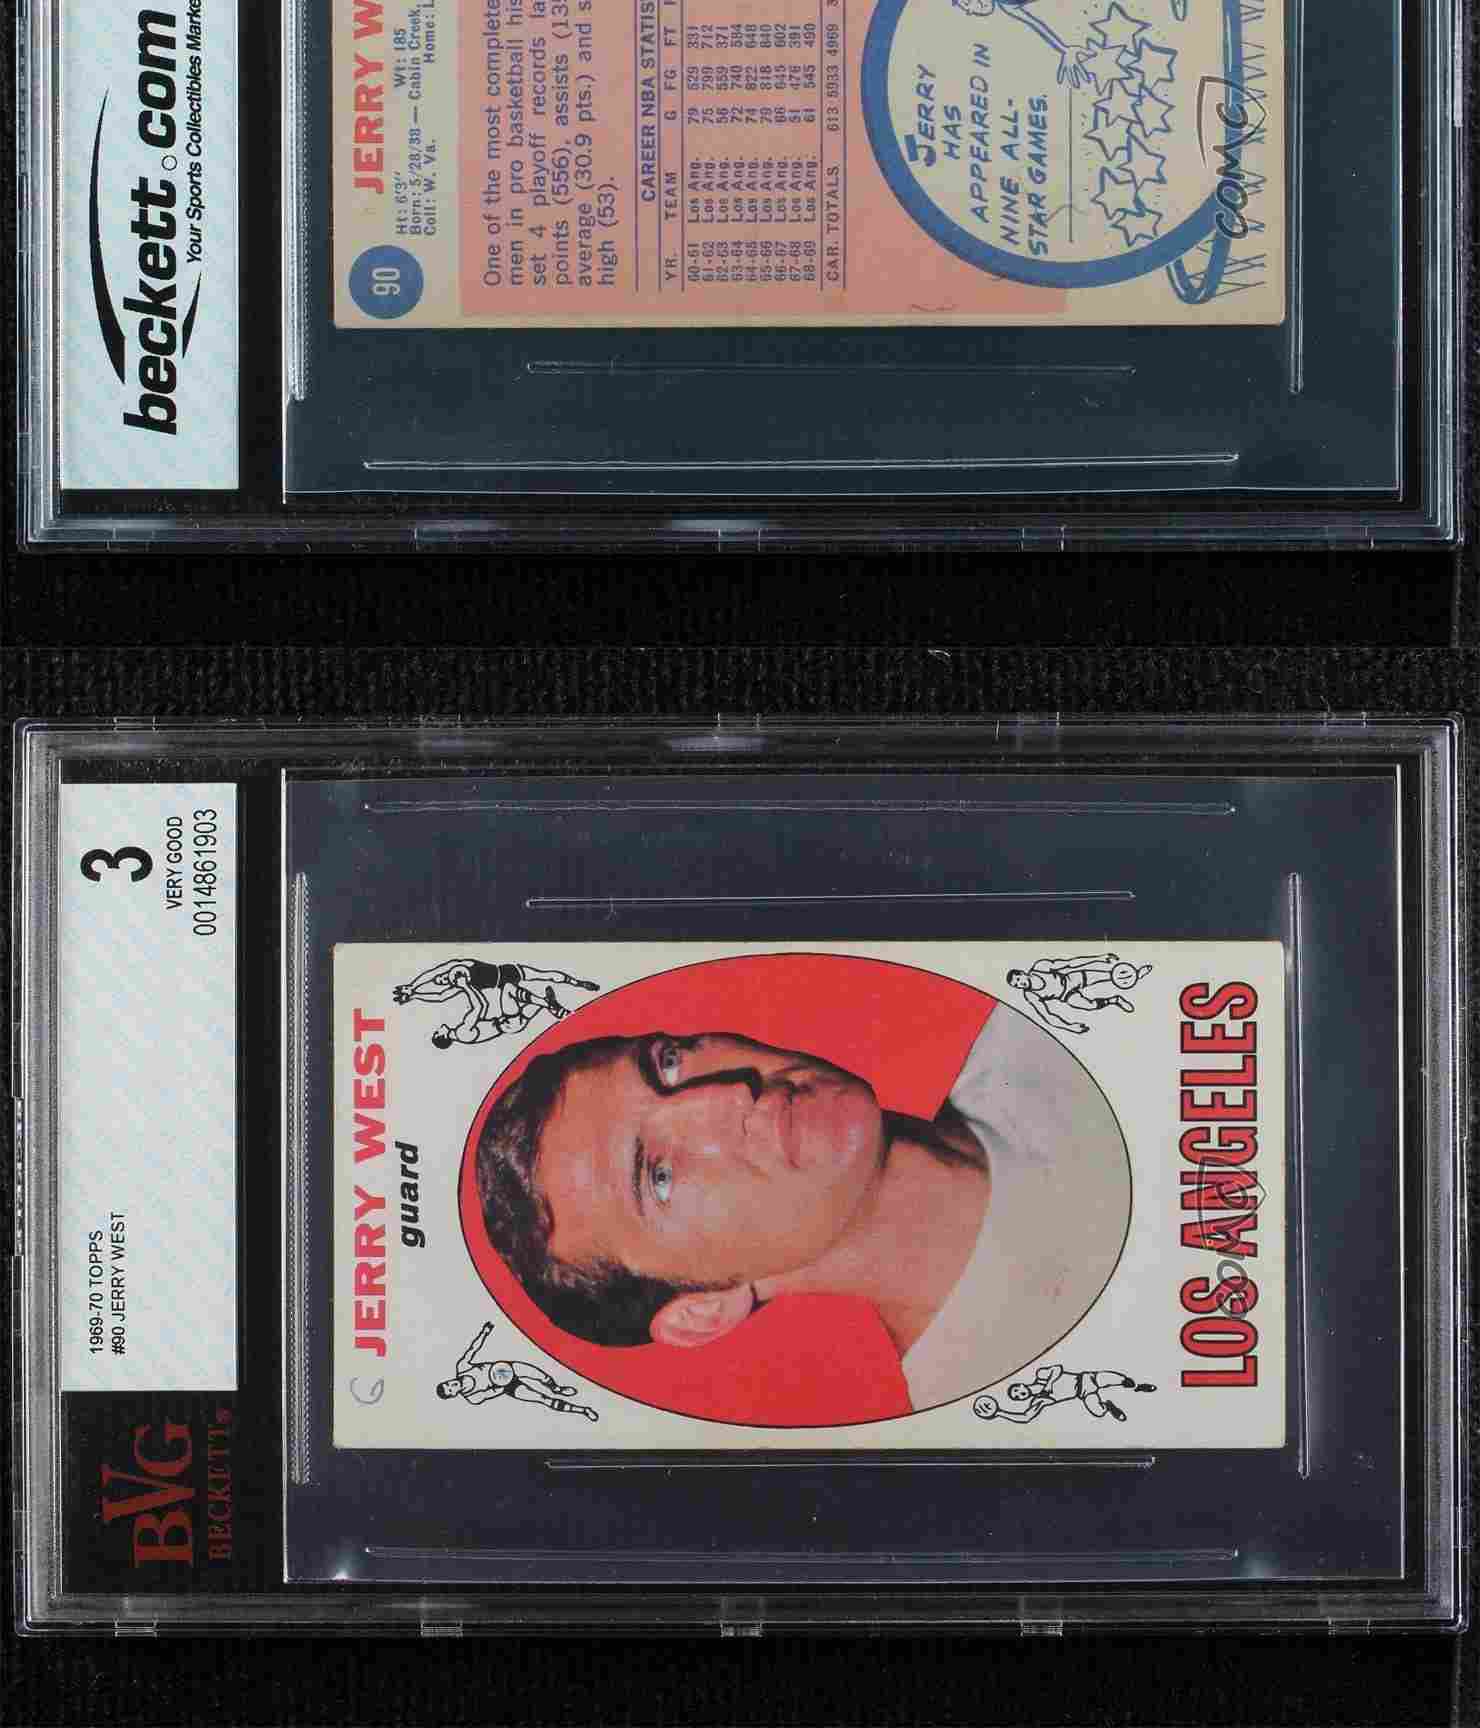 beckett.com
Your Sports Collectibles Marke
90
JERRY W
Ht: 6'3" Wt: 185
Born: 5/28/38 — Cabin Creek,
Coll: W. Va. Home: L
One of the most complete
men in pro basketball his
set 4 playoff records la
points (556), assists (135
average (30.9 pts.) and s
high (53).
CAREER NBA STATIS
YR. TEAM G FG FT
60-61 Los Ang. 79 529 331
61-62 Los Ang. 75 799 712
62-63 Los Ang. 56 559 371
63-64 Los Ang. 72 740 584
64-65 Los Ang. 74 822 648
65-66 Los Ang. 79 818 840
66-67 Los Ang. 66 645 602
67-68 Los Ang. 51 476 391
68-69 Los Ang. 61 545 490
CAR. TOTALS 613 5933 4969
JERRY
HAS
APPEARED IN
NINE ALL-
STAR GAMES.
COMC
1969-70 TOPPS
#90 JERRY WEST
3
VERY GOOD
0014861903
BVG
BECKETT®
6
JERRY WEST
guard
LOS ANGELES
COMC